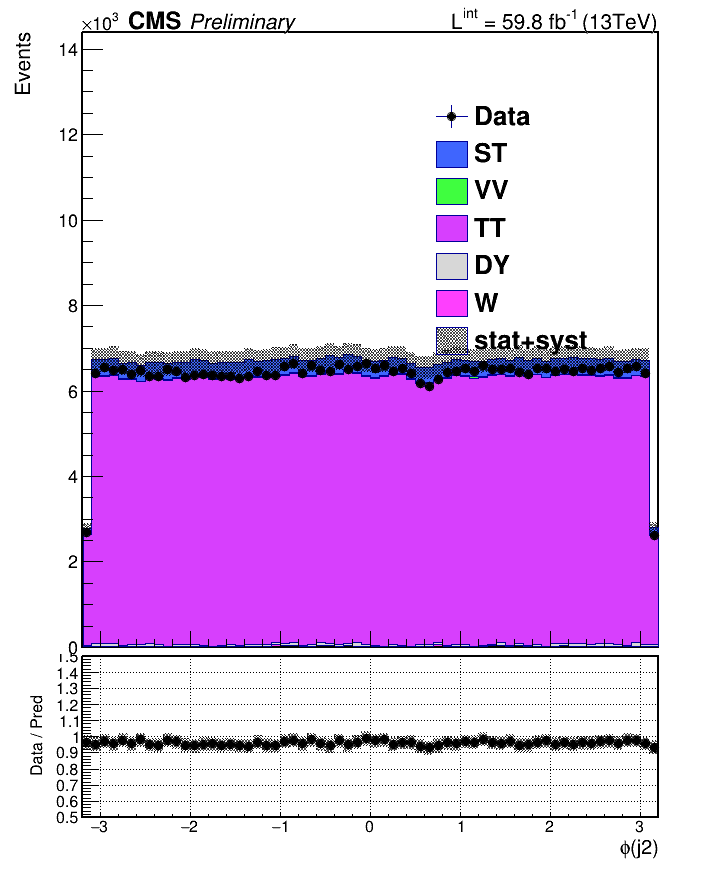 ×10³ CMS Preliminary L^int = 59.8 fb⁻¹ (13TeV)
Events
14
12
10
8
6
4
2
0
Data
ST
VV
TT
DY
W
stat+syst
Data / Pred
1.5
1.4
1.3
1.2
1.1
1
0.9
0.8
0.7
0.6
0.5
−3 −2 −1 0 1 2 3
ϕ(j2)